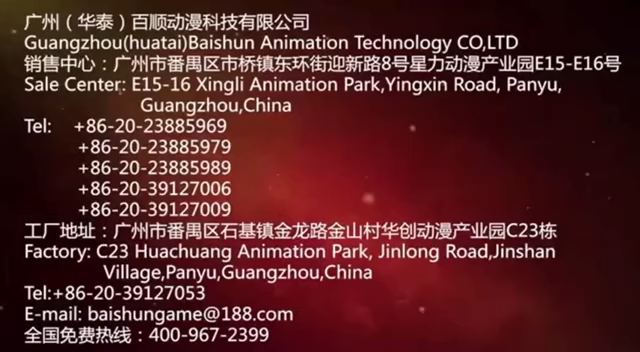 广州（华泰）百顺动漫科技有限公司
Guangzhou(huatai)Baishun Animation Technology CO,LTD
销售中心：广州市番禺区市桥镇东环街迎新路8号星力动漫产业园E15-E16号
Sale Center: E15-16 Xingli Animation Park,Yingxin Road, Panyu,
Guangzhou,China
Tel: +86-20-23885969
+86-20-23885979
+86-20-23885989
+86-20-39127006
+86-20-39127009
工厂地址：广州市番禺区石基镇金龙路金山村华创动漫产业园C23栋
Factory: C23 Huachuang Animation Park, Jinlong Road,Jinshan
Village,Panyu,Guangzhou,China
Tel:+86-20-39127053
E-mail: baishungame@188.com
全国免费热线：400-967-2399